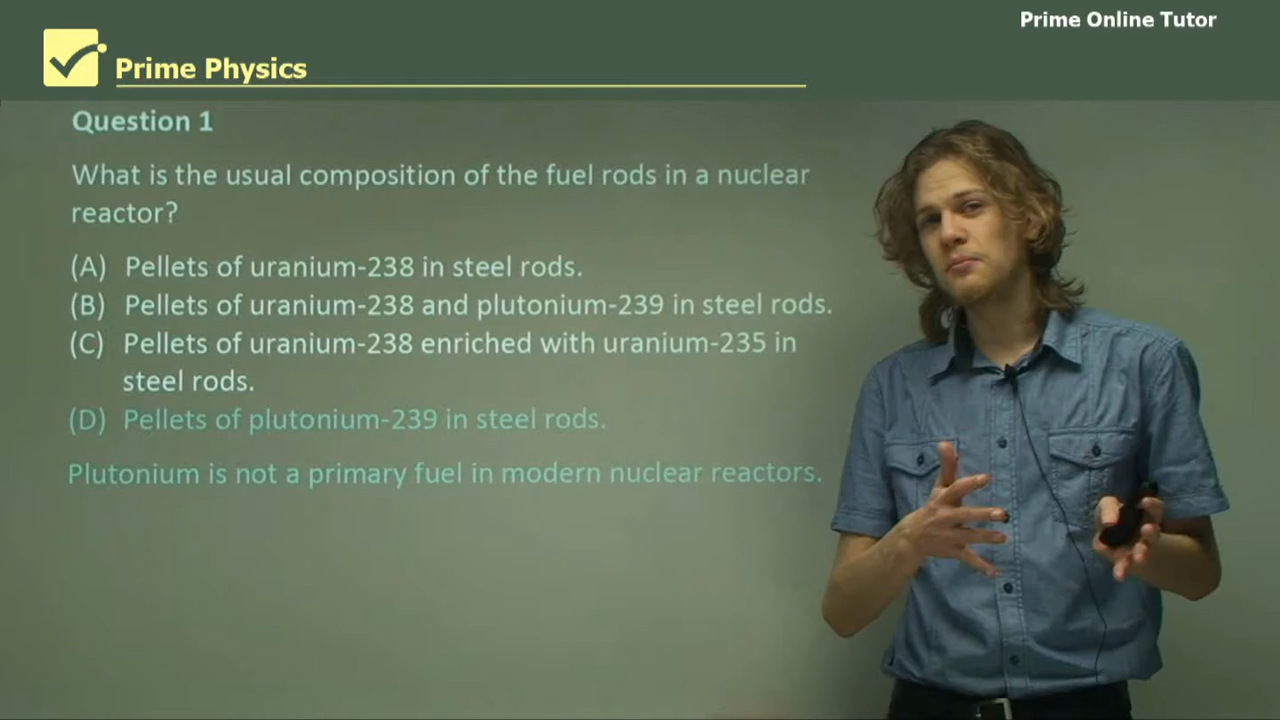 Prime Online Tutor
Prime Physics
Question 1
What is the usual composition of the fuel rods in a nuclear
reactor?
(A) Pellets of uranium-238 in steel rods.
(B) Pellets of uranium-238 and plutonium-239 in steel rods.
(C) Pellets of uranium-238 enriched with uranium-235 in
steel rods.
(D) Pellets of plutonium-239 in steel rods.
Plutonium is not a primary fuel in modern nuclear reactors.